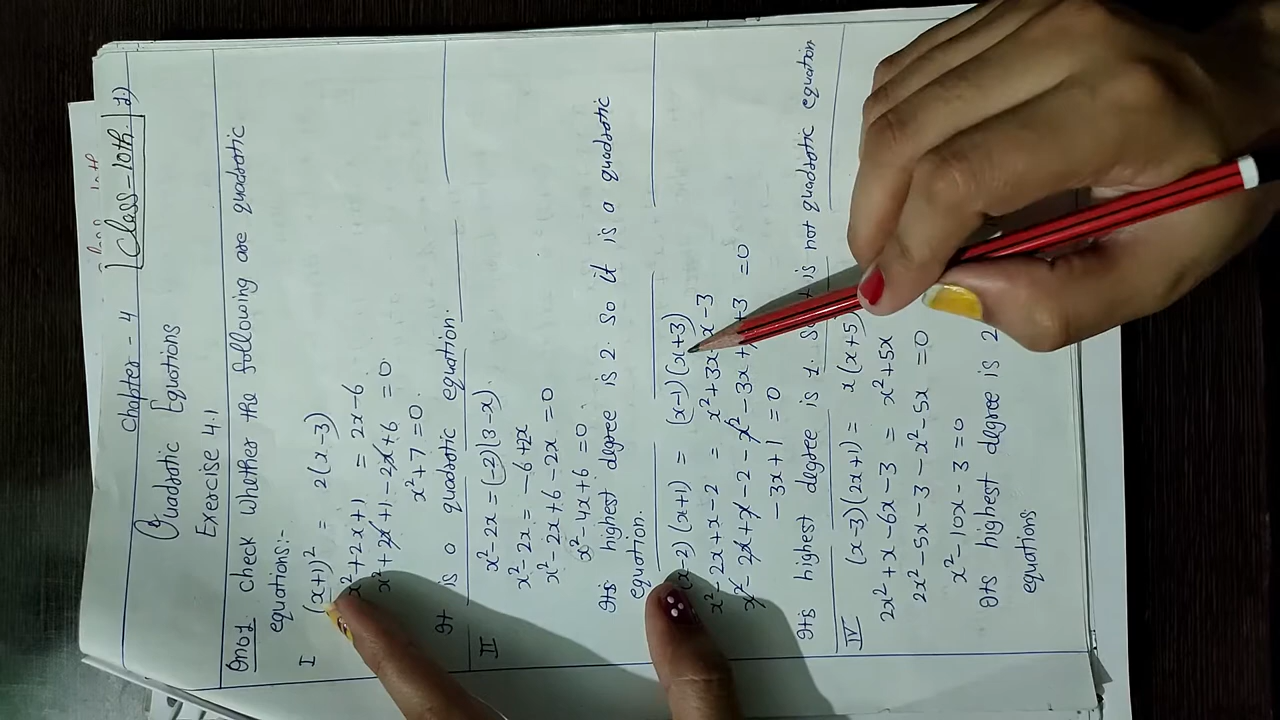 Class-10th
Chapter - 4
Quadratic Equations
Exercise 4.1
Qno1 check whether the following are quadratic
equations:-
I (x+1)² = 2(x-3)
x²+2x+1 = 2x-6
x²+2x+1-2x+6 = 0
x²+7=0.
It is a quadratic equation.
II x²-2x = (-2)(3-x).
x²-2x = -6+2x
x²-2x+6-2x=0
x²-4x+6=0
Its highest degree is 2. So it is a quadratic
equation.
(x-2)(x+1) = (x-1)(x+3)
x²-2x+x-2 = x²+3x x-3
x²-2x+x-2-x²-3x+ +3=0
-3x+1=0
Its highest degree is 1. is not quadratic equation
IV (x-3)(2x+1) = x(x+5)
2x²+x-6x-3 = x²+5x
2x²-5x-3-x²-5x=0
x²-10x-3=0
Its highest degree is 2
equations